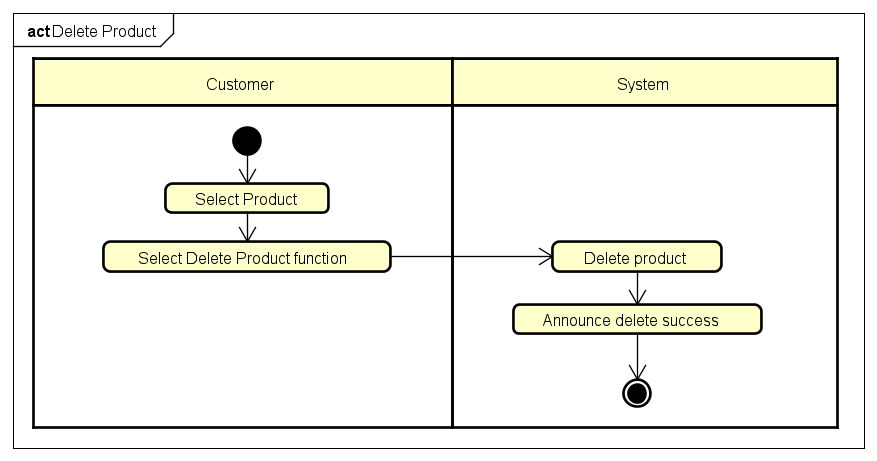 act Delete Product
Customer
System
Select Product
Select Delete Product function
Delete product
Announce delete success